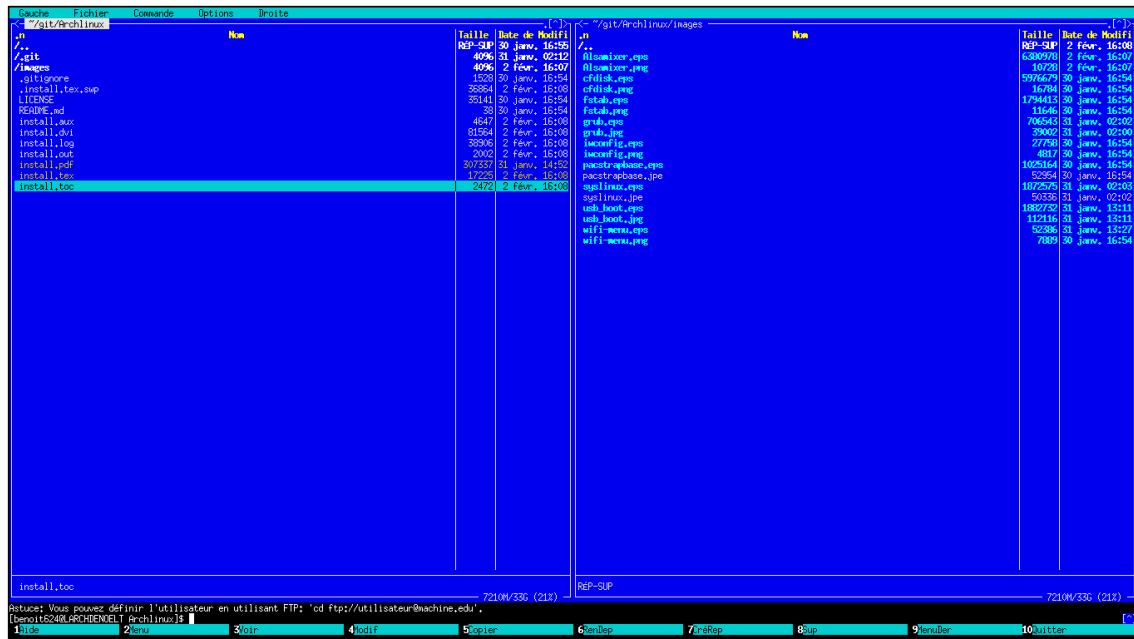 Gauche Fichier Commande Options Droite
<- ~/git/Archlinux .[^]>
.n Nom Taille Date de Modifi
/.. RÉP-SUP 30 janv. 16:55
/.git 4096 31 janv. 02:12
/images 4096 2 févr. 16:07
.gitignore 1528 30 janv. 16:54
.install.tex.swp 36864 2 févr. 16:08
LICENSE 35141 30 janv. 16:54
README.md 38 30 janv. 16:54
install.aux 4647 2 févr. 16:08
install.dvi 81564 2 févr. 16:08
install.log 38906 2 févr. 16:08
install.out 2002 2 févr. 16:08
install.pdf 307337 31 janv. 14:52
install.tex 17225 2 févr. 16:08
install.toc 2472 2 févr. 16:08
install.toc
7210M/33G (21%)
<- ~/git/Archlinux/images .[^]>
.n Nom Taille Date de Modifi
/.. RÉP-SUP 2 févr. 16:08
Alsamixer.eps 6380978 2 févr. 16:07
Alsamixer.png 10728 2 févr. 16:07
cfdisk.eps 5976679 30 janv. 16:54
cfdisk.png 16784 30 janv. 16:54
fstab.eps 1794413 30 janv. 16:54
fstab.png 11646 30 janv. 16:54
grub.eps 706543 31 janv. 02:02
grub.jpg 39002 31 janv. 02:00
iwconfig.eps 27758 30 janv. 16:54
iwconfig.png 4817 30 janv. 16:54
pacstrapbase.eps 1025164 30 janv. 16:54
pacstrapbase.jpe 52954 30 janv. 16:54
syslinux.eps 1872575 31 janv. 02:03
syslinux.jpe 50336 31 janv. 02:02
usb_boot.eps 1882732 31 janv. 13:11
usb_boot.jpg 112116 31 janv. 13:11
wifi-menu.eps 52386 31 janv. 13:27
wifi-menu.png 7889 30 janv. 16:54
RÉP-SUP
7210M/33G (21%)
Astuce: Vous pouvez définir l'utilisateur en utilisant FTP: 'cd ftp://utilisateur@machine.edu'.
[benoit624@LARCHDENOELT Archlinux]$ [^]
1Aide 2Menu 3Voir 4Modif 5Copier 6RenDep 7CréRep 8Sup 9MenuDer 10Quitter